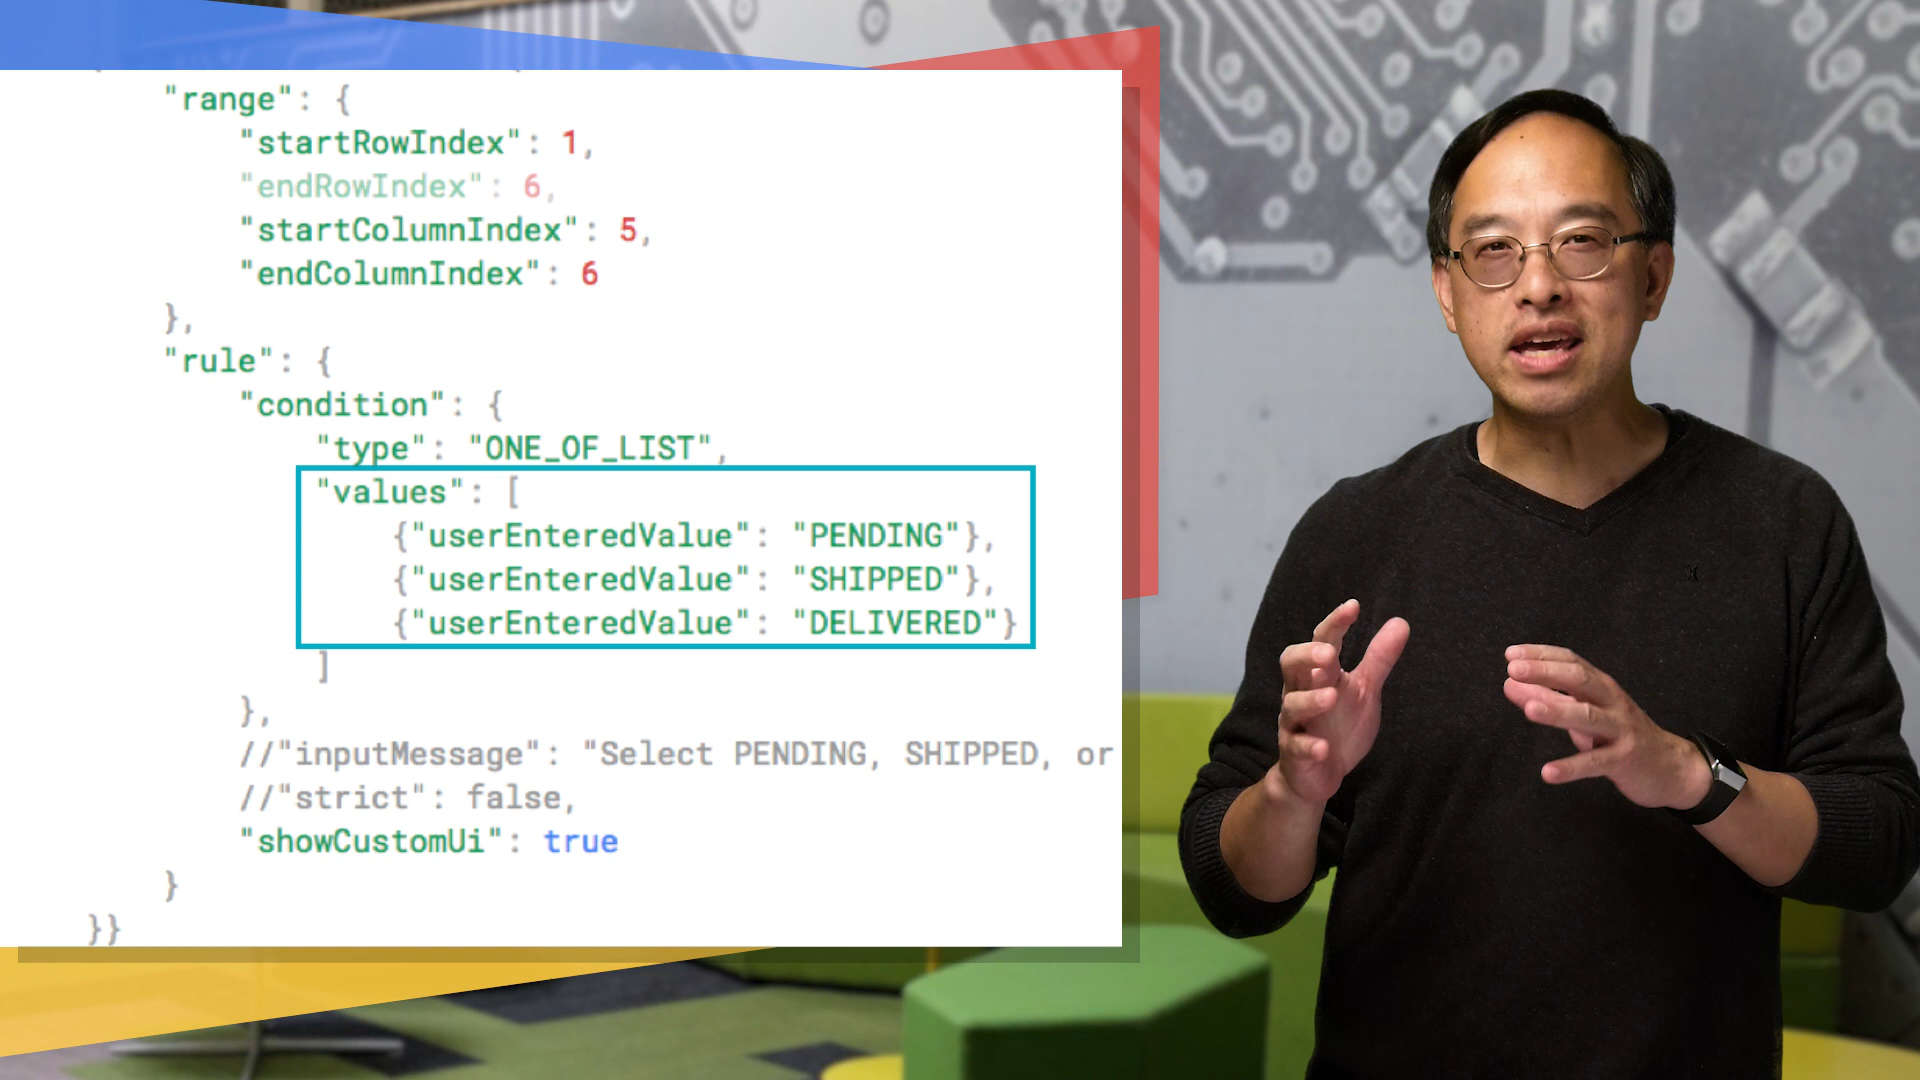 "range": {
"startRowIndex": 1,
"endRowIndex": 6,
"startColumnIndex": 5,
"endColumnIndex": 6
},
"rule": {
"condition": {
"type": "ONE_OF_LIST",
"values": [
{"userEnteredValue": "PENDING"},
{"userEnteredValue": "SHIPPED"},
{"userEnteredValue": "DELIVERED"}
]
},
//"inputMessage": "Select PENDING, SHIPPED, or
//"strict": false,
"showCustomUi": true
}
}}